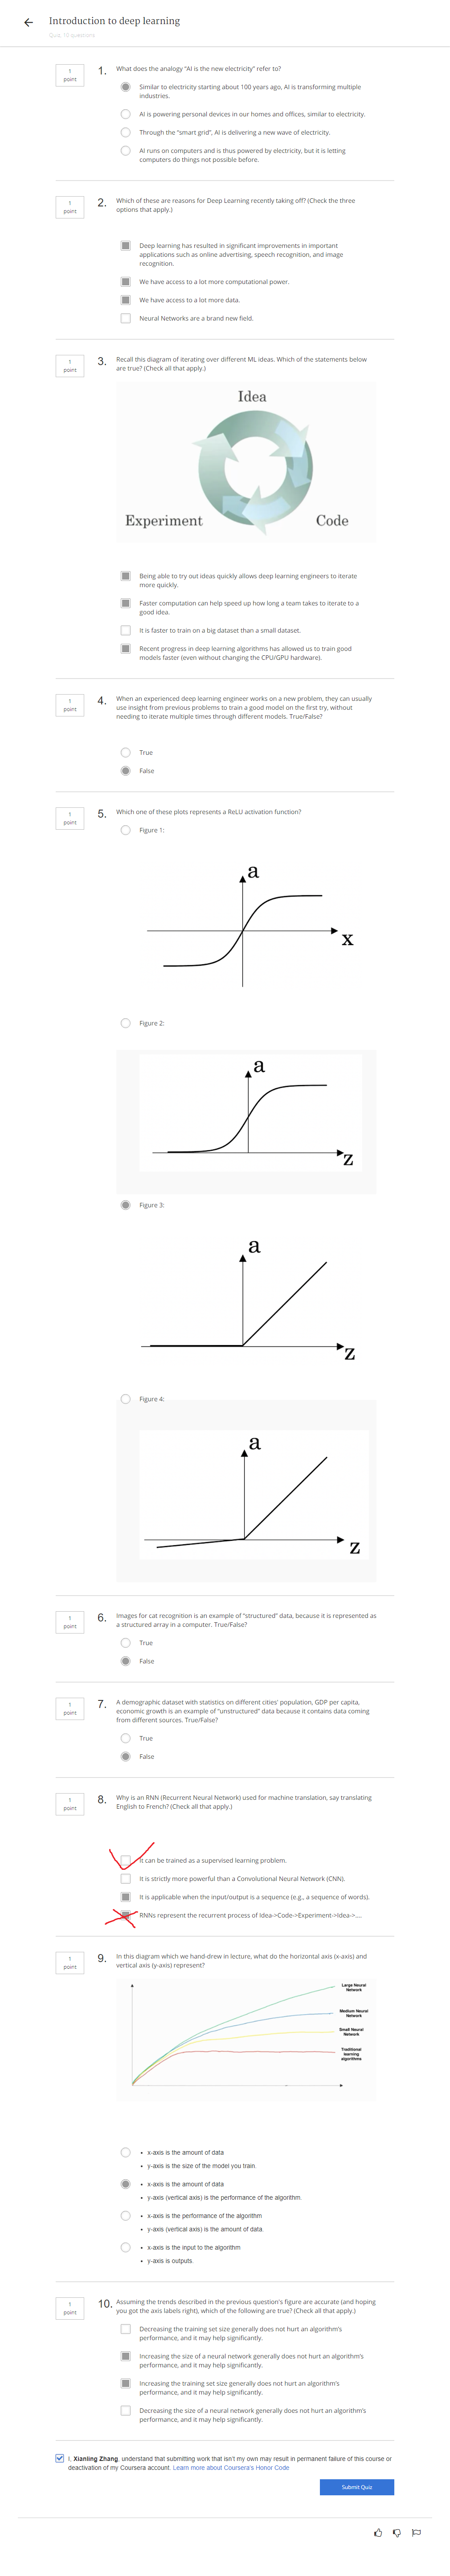 Introduction to deep learning
Quiz, 10 questions
1
point
1.
What does the analogy "AI is the new electricity" refer to?
Similar to electricity starting about 100 years ago, AI is transforming multiple
industries.
AI is powering personal devices in our homes and offices, similar to electricity.
Through the "smart grid", AI is delivering a new wave of electricity.
AI runs on computers and is thus powered by electricity, but it is letting
computers do things not possible before.
1
point
2.
Which of these are reasons for Deep Learning recently taking off? (Check the three
options that apply.)
Deep learning has resulted in significant improvements in important
applications such as online advertising, speech recognition, and image
recognition.
We have access to a lot more computational power.
We have access to a lot more data.
Neural Networks are a brand new field.
1
point
3.
Recall this diagram of iterating over different ML ideas. Which of the statements below
are true? (Check all that apply.)
Idea
Experiment
Code
Being able to try out ideas quickly allows deep learning engineers to iterate
more quickly.
Faster computation can help speed up how long a team takes to iterate to a
good idea.
It is faster to train on a big dataset than a small dataset.
Recent progress in deep learning algorithms has allowed us to train good
models faster (even without changing the CPU/GPU hardware).
1
point
4.
When an experienced deep learning engineer works on a new problem, they can usually
use insight from previous problems to train a good model on the first try, without
needing to iterate multiple times through different models. True/False?
True
False
1
point
5.
Which one of these plots represents a ReLU activation function?
Figure 1:
a
x
Figure 2:
a
z
Figure 3:
a
z
Figure 4:
a
z
1
point
6.
Images for cat recognition is an example of "structured" data, because it is represented as
a structured array in a computer. True/False?
True
False
1
point
7.
A demographic dataset with statistics on different cities' population, GDP per capita,
economic growth is an example of "unstructured" data because it contains data coming
from different sources. True/False?
True
False
1
point
8.
Why is an RNN (Recurrent Neural Network) used for machine translation, say translating
English to French? (Check all that apply.)
It can be trained as a supervised learning problem.
It is strictly more powerful than a Convolutional Neural Network (CNN).
It is applicable when the input/output is a sequence (e.g., a sequence of words).
RNNs represent the recurrent process of Idea->Code->Experiment->Idea->....
1
point
9.
In this diagram which we hand-drew in lecture, what do the horizontal axis (x-axis) and
vertical axis (y-axis) represent?
Large Neural
Network
Medium Neural
Network
Small Neural
Network
Traditional
learning
algorithms
• x-axis is the amount of data
• y-axis is the size of the model you train.
• x-axis is the amount of data
• y-axis (vertical axis) is the performance of the algorithm.
• x-axis is the performance of the algorithm
• y-axis (vertical axis) is the amount of data.
• x-axis is the input to the algorithm
• y-axis is outputs.
1
point
10.
Assuming the trends described in the previous question's figure are accurate (and hoping
you got the axis labels right), which of the following are true? (Check all that apply.)
Decreasing the training set size generally does not hurt an algorithm's
performance, and it may help significantly.
Increasing the size of a neural network generally does not hurt an algorithm's
performance, and it may help significantly.
Increasing the training set size generally does not hurt an algorithm's
performance, and it may help significantly.
Decreasing the size of a neural network generally does not hurt an algorithm's
performance, and it may help significantly.
I, Xianling Zhang, understand that submitting work that isn't my own may result in permanent failure of this course or
deactivation of my Coursera account. Learn more about Coursera's Honor Code
Submit Quiz